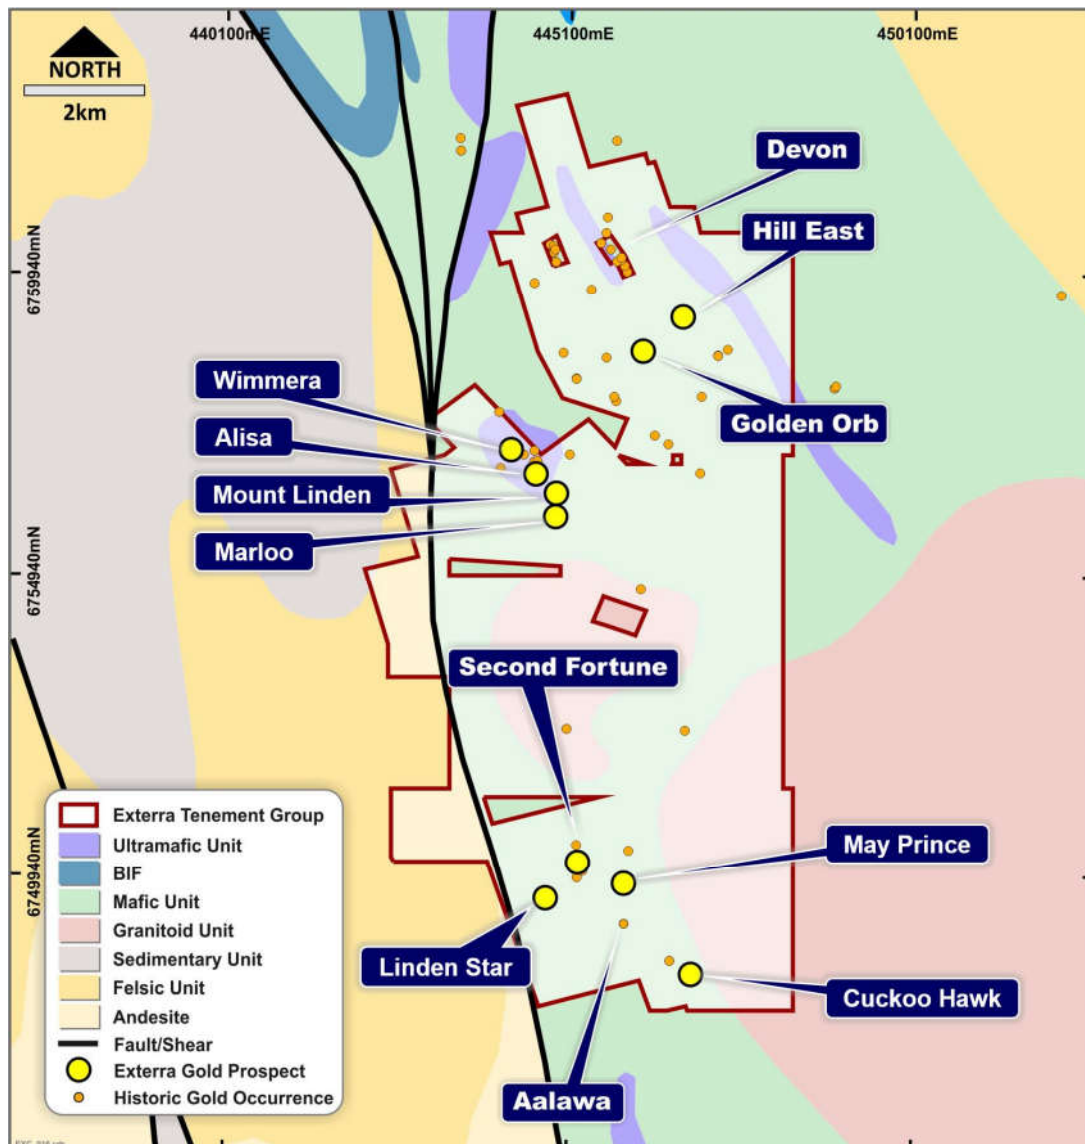 440100mE
445100mE
450100mE
NORTH
2km
Devon
Hill East
6759940mN
Wimmera
Alisa
Golden Orb
Mount Linden
Marloo
6754940mN
Second Fortune
Exterra Tenement Group
Ultramafic Unit
May Prince
BIF
6749940mN
Mafic Unit
Granitoid Unit
Sedimentary Unit
Linden Star
Felsic Unit
Cuckoo Hawk
Andesite
Fault/Shear
Exterra Gold Prospect
Historic Gold Occurrence
Aalawa